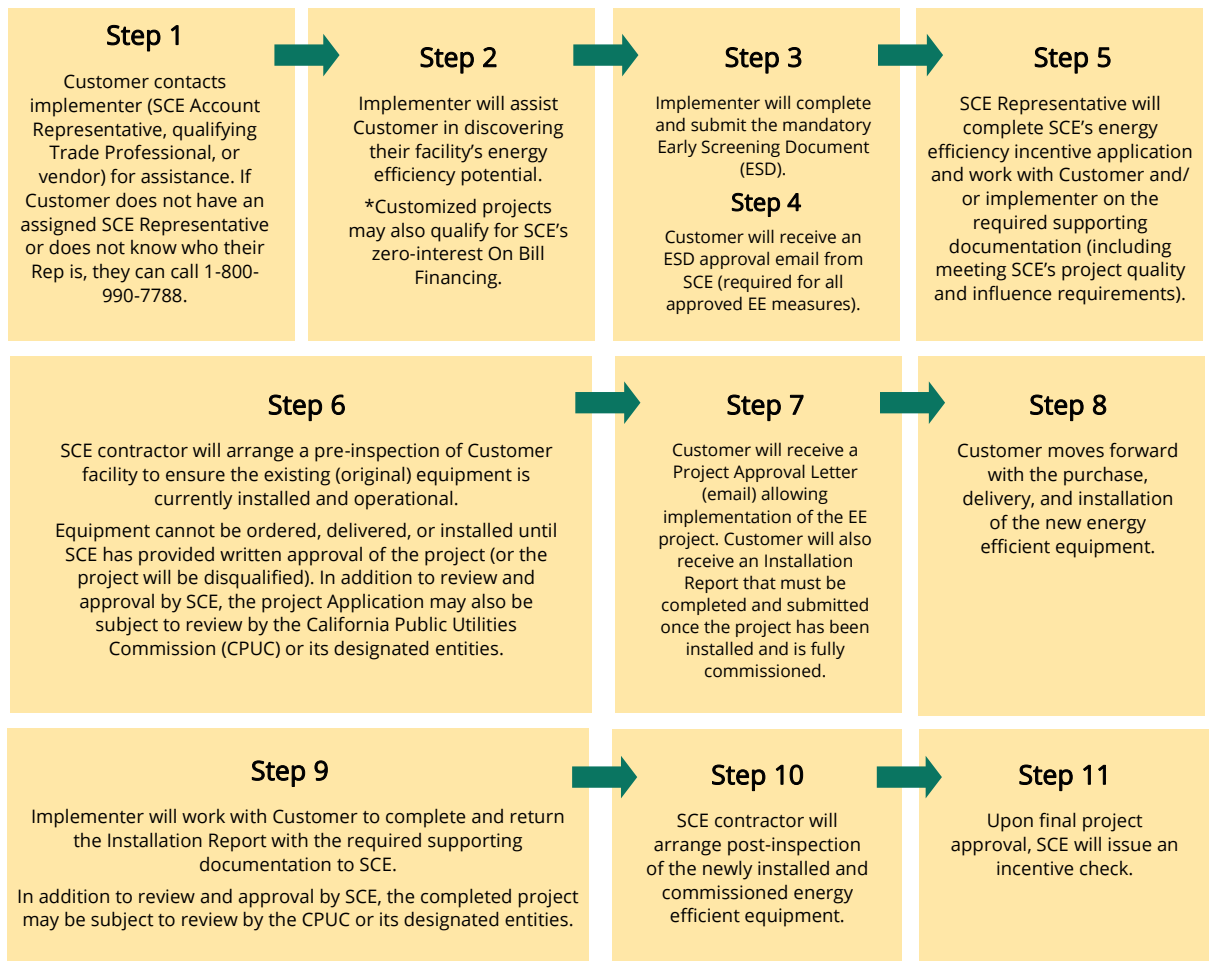 Step 1
Customer contacts
implementer (SCE Account
Representative, qualifying
Trade Professional, or
vendor) for assistance. If
Customer does not have an
assigned SCE Representative
or does not know who their
Rep is, they can call 1-800-
990-7788.
Step 2
Implementer will assist
Customer in discovering
their facility’s energy
efficiency potential.
*Customized projects
may also qualify for SCE’s
zero-interest On Bill
Financing.
Step 3
Implementer will complete
and submit the mandatory
Early Screening Document
(ESD).
Step 4
Customer will receive an
ESD approval email from
SCE (required for all
approved EE measures).
Step 5
SCE Representative will
complete SCE’s energy
efficiency incentive application
and work with Customer and/
or implementer on the
required supporting
documentation (including
meeting SCE’s project quality
and influence requirements).
Step 6
SCE contractor will arrange a pre-inspection of Customer
facility to ensure the existing (original) equipment is
currently installed and operational.
Equipment cannot be ordered, delivered, or installed until
SCE has provided written approval of the project (or the
project will be disqualified). In addition to review and
approval by SCE, the project Application may also be
subject to review by the California Public Utilities
Commission (CPUC) or its designated entities.
Step 7
Customer will receive a
Project Approval Letter
(email) allowing
implementation of the EE
project. Customer will also
receive an Installation
Report that must be
completed and submitted
once the project has been
installed and is fully
commissioned.
Step 8
Customer moves forward
with the purchase,
delivery, and installation
of the new energy
efficient equipment.
Step 9
Implementer will work with Customer to complete and return
the Installation Report with the required supporting
documentation to SCE.
In addition to review and approval by SCE, the completed project
may be subject to review by the CPUC or its designated entities.
Step 10
SCE contractor will
arrange post-inspection
of the newly installed and
commissioned energy
efficient equipment.
Step 11
Upon final project
approval, SCE will issue an
incentive check.